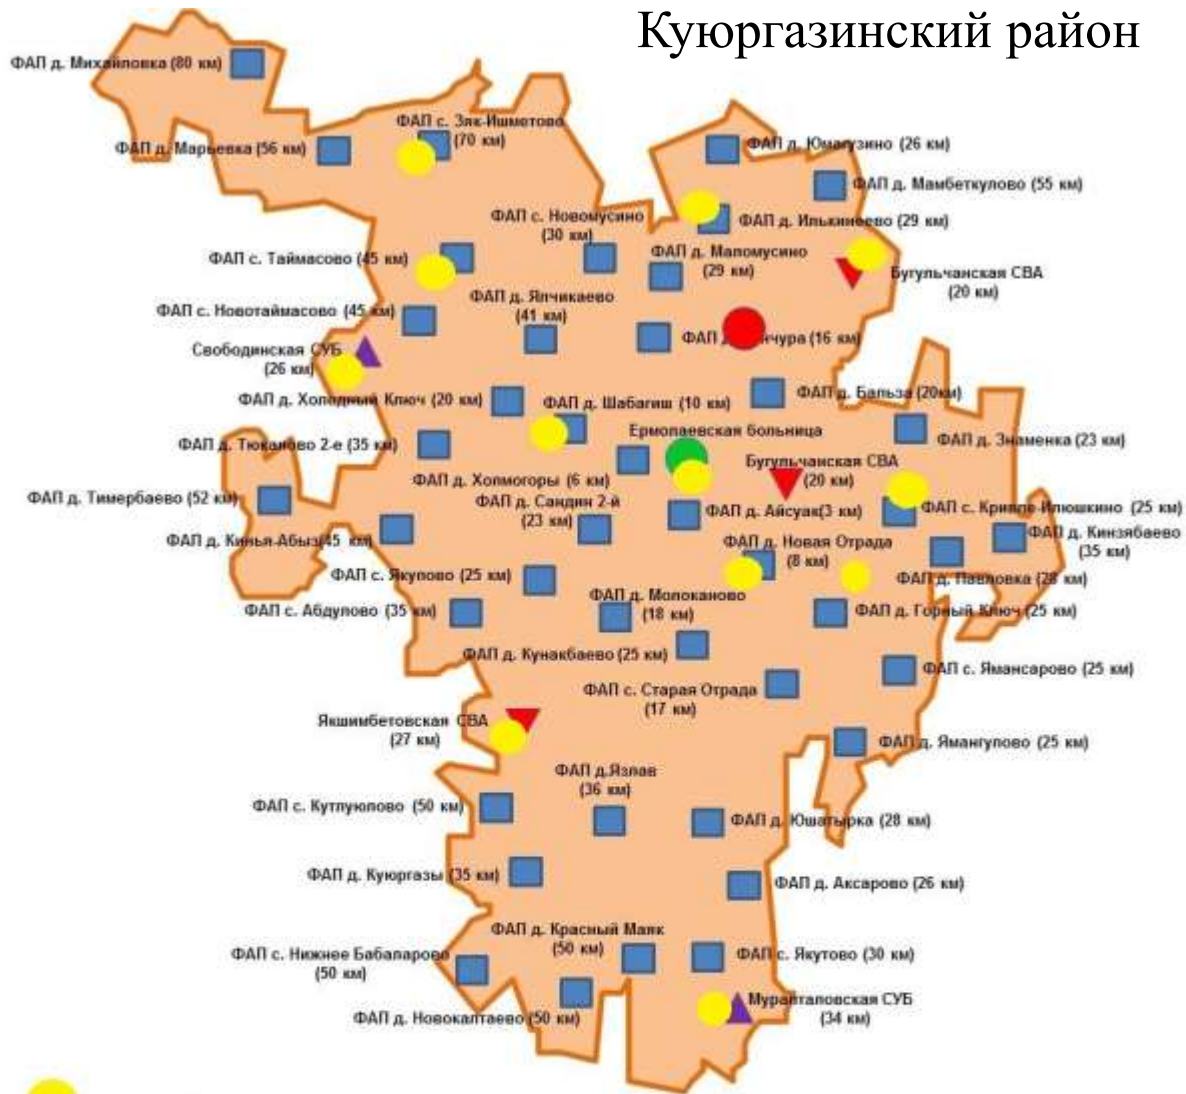 Куюргазинский район
ФАП д. Михайловка (80 км)
ФАП с. Зяк-Ишметово
(70 км)
ФАП д. Марьевка (56 км)
ФАП д. Юмагузино (26 км)
ФАП д. Мамбеткулово (55 км)
ФАП с. Новомусино
(30 км)
ФАП д. Илькинеево (29 км)
ФАП с. Таймасово (45 км)
ФАП д. Маломусино
(29 км)
Бугульчанская СВА
(20 км)
ФАП д. Япчикаево
(41 км)
ФАП с. Новотаймасово (45 км)
ФАП нчура (16 км)
Свободинская СУБ
(26 км)
ФАП д. Бальза (20км)
ФАП д. Холодный Ключ (20 км)
ФАП д. Шабагиш (10 км)
Ермолаевская больница
ФАП д. Знаменка (23 км)
ФАП д. Тюканово 2-е (35 км)
Бугульчанская СВА
(20 км)
ФАП д. Холмогоры (6 км)
ФАП д. Тимербаево (52 км)
ФАП д. Сандин 2-й
(23 км)
ФАП д. Айсуак(3 км)
ФАП с. Кривле-Илюшкино (25 км)
ФАП д. Кинзябаево
(35 км)
ФАП д. Кинья-Абыз(45 км)
ФАП д. Новая Отрада
(8 км)
ФАП с. Якупово (25 км)
ФАП д. Павловка (28 км)
ФАП д. Молоканово
(18 км)
ФАП с. Абдулово (35 км)
ФАП д. Горный Ключ (25 км)
ФАП д. Кунакбаево (25 км)
ФАП с. Ямансарово (25 км)
ФАП с. Старая Отрада
(17 км)
Якшимбетовская СВА
(27 км)
ФАП д. Ямангулово (25 км)
ФАП д.Язлав
(36 км)
ФАП с. Кутлуюлово (50 км)
ФАП д. Юшатырка (28 км)
ФАП д. Куюргазы (35 км)
ФАП д. Аксарово (26 км)
ФАП д. Красный Маяк
(50 км)
ФАП с. Нижнее Бабаларово
(50 км)
ФАП с. Якутово (30 км)
Мурапталовская СУБ
(34 км)
ФАП д. Новокалтаево (50 км)